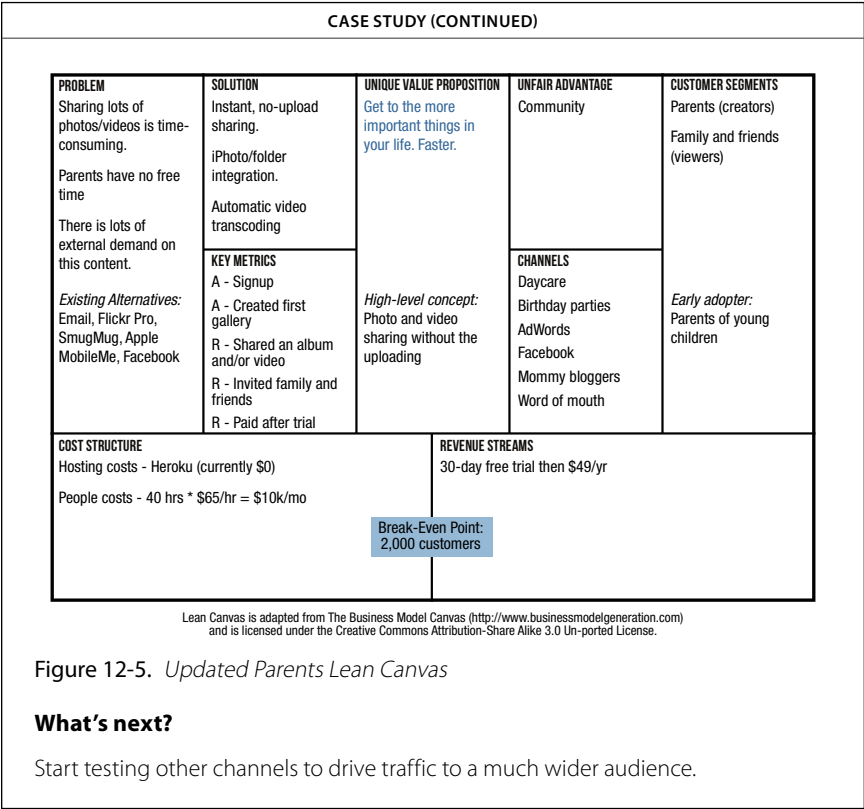 CASE STUDY (CONTINUED)
PROBLEM
Sharing lots of
photos/videos is time-
consuming.
Parents have no free
time
There is lots of
external demand on
this content.
Existing Alternatives:
Email, Flickr Pro,
SmugMug, Apple
MobileMe, Facebook
SOLUTION
Instant, no-upload
sharing.
iPhoto/folder
integration.
Automatic video
transcoding
KEY METRICS
A - Signup
A - Created first
gallery
R - Shared an album
and/or video
R - Invited family and
friends
R - Paid after trial
UNIQUE VALUE PROPOSITION
Get to the more
important things in
your life. Faster.
High-level concept:
Photo and video
sharing without the
uploading
UNFAIR ADVANTAGE
Community
CHANNELS
Daycare
Birthday parties
AdWords
Facebook
Mommy bloggers
Word of mouth
CUSTOMER SEGMENTS
Parents (creators)
Family and friends
(viewers)
Early adopter:
Parents of young
children
COST STRUCTURE
Hosting costs - Heroku (currently $0)
People costs - 40 hrs * $65/hr = $10k/mo
REVENUE STREAMS
30-day free trial then $49/yr
Break-Even Point:
2,000 customers
Lean Canvas is adapted from The Business Model Canvas (http://www.businessmodelgeneration.com)
and is licensed under the Creative Commons Attribution-Share Alike 3.0 Un-ported License.
Figure 12-5. Updated Parents Lean Canvas
What's next?
Start testing other channels to drive traffic to a much wider audience.